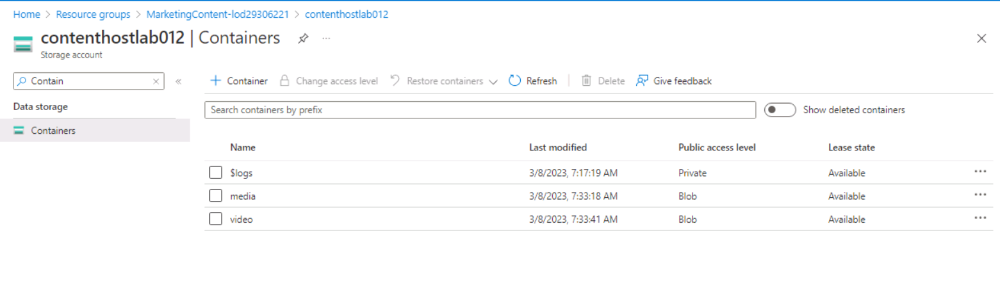 Home > Resource groups > MarketingContent-lod29306221 > contenthostlab012
contenthostlab012 | Containers ...
Storage account
Contain × «
+ Container Change access level Restore containers Refresh Delete Give feedback
Data storage
Search containers by prefix Show deleted containers
Containers
Name Last modified Public access level Lease state
$logs 3/8/2023, 7:17:19 AM Private Available ...
media 3/8/2023, 7:33:18 AM Blob Available ...
video 3/8/2023, 7:33:41 AM Blob Available ...